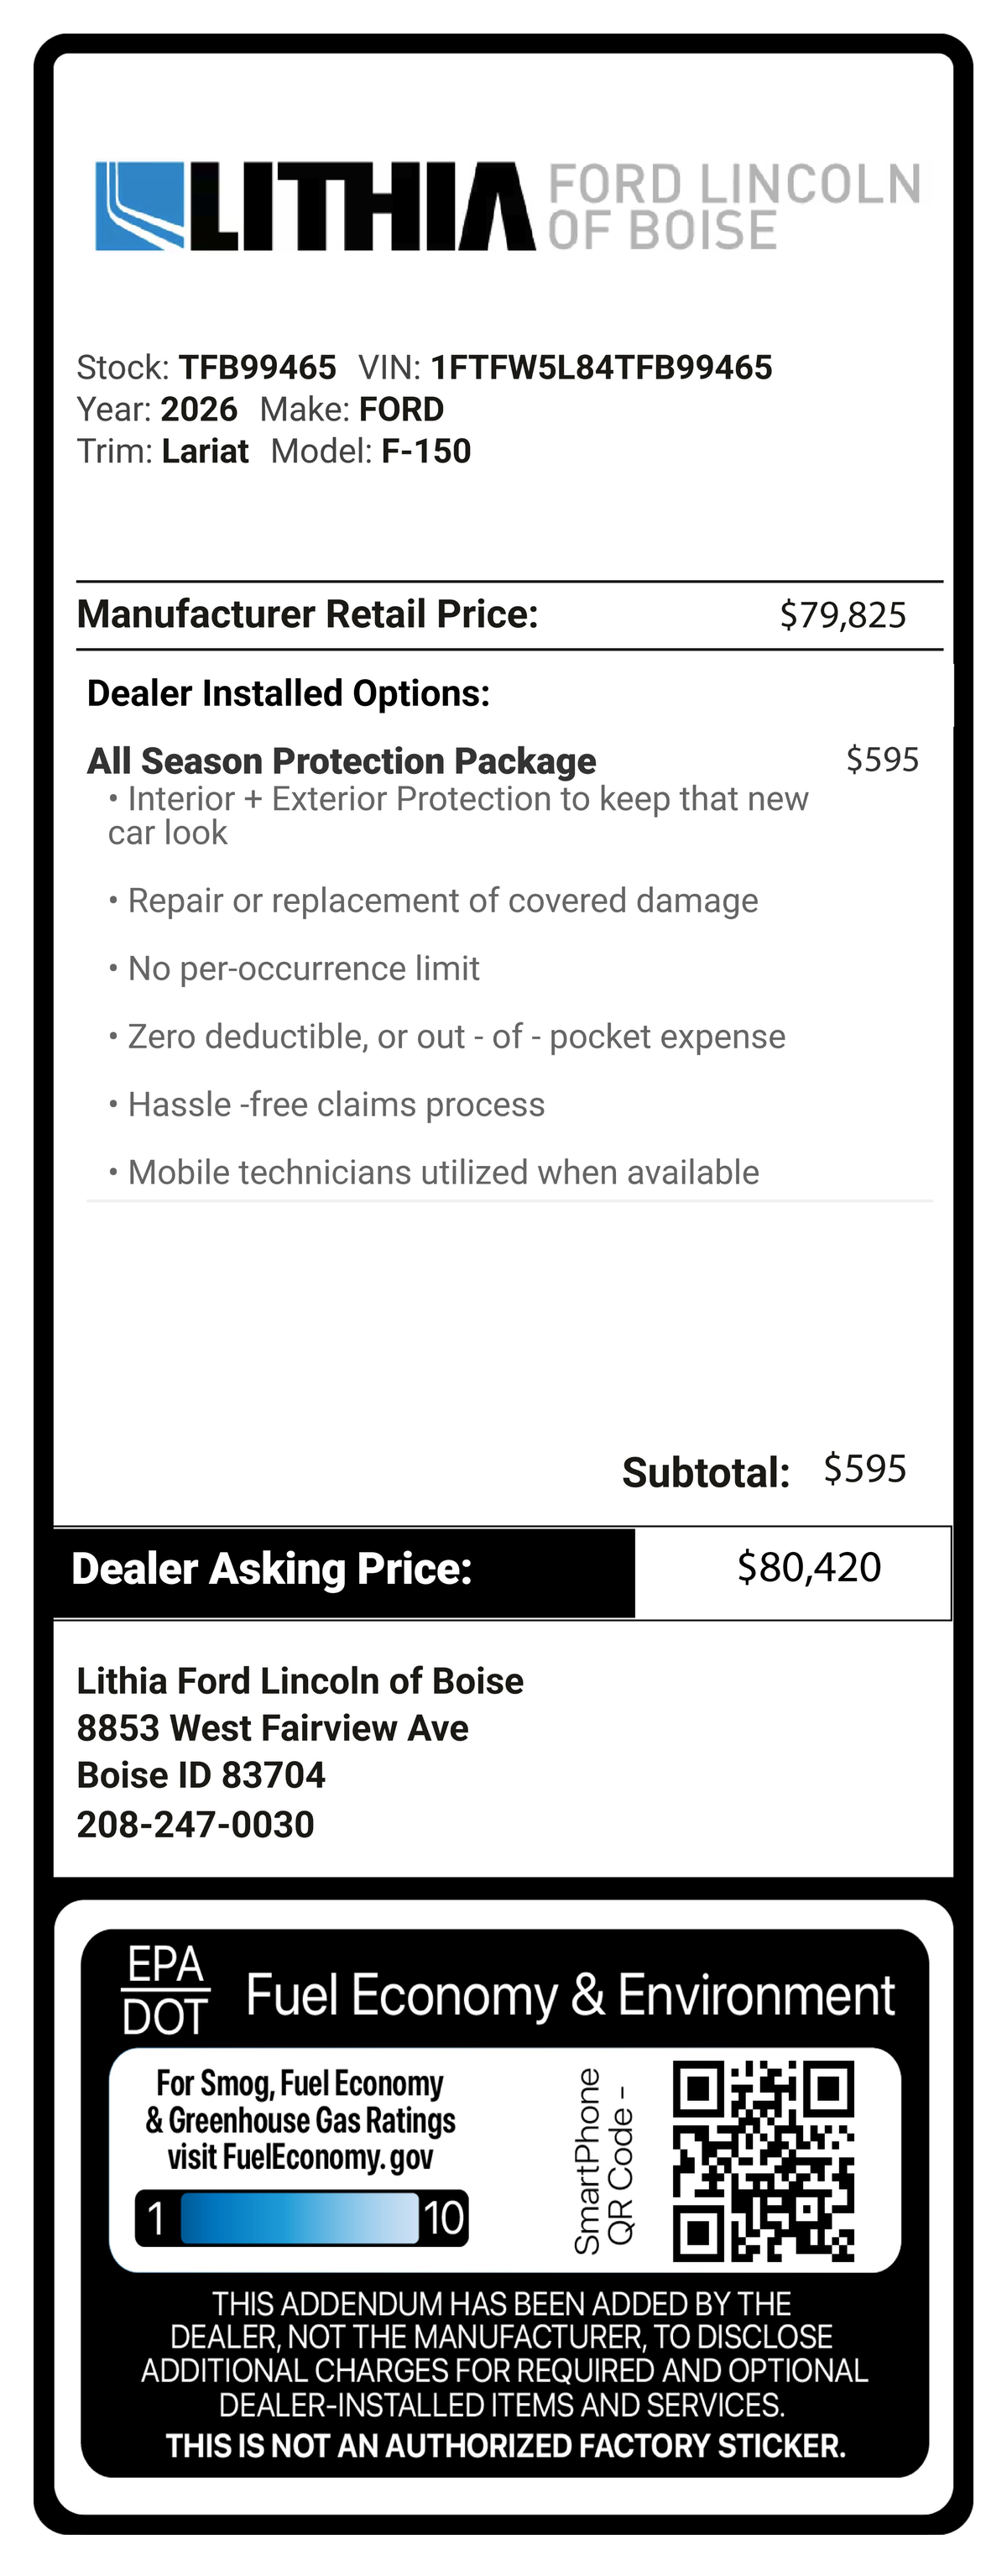 LITHIA FORD LINCOLN
OF BOISE
Stock: TFB99465 VIN: 1FTFW5L84TFB99465
Year: 2026 Make: FORD
Trim: Lariat Model: F-150
Manufacturer Retail Price: $79,825
Dealer Installed Options:
All Season Protection Package $595
• Interior + Exterior Protection to keep that new
car look
• Repair or replacement of covered damage
• No per-occurrence limit
• Zero deductible, or out - of - pocket expense
• Hassle -free claims process
• Mobile technicians utilized when available
Subtotal: $595
Dealer Asking Price: $80,420
Lithia Ford Lincoln of Boise
8853 West Fairview Ave
Boise ID 83704
208-247-0030
EPA
DOT
Fuel Economy & Environment
For Smog, Fuel Economy
& Greenhouse Gas Ratings
visit FuelEconomy.gov
1 10
SmartPhone
QR Code -
THIS ADDENDUM HAS BEEN ADDED BY THE
DEALER, NOT THE MANUFACTURER, TO DISCLOSE
ADDITIONAL CHARGES FOR REQUIRED AND OPTIONAL
DEALER-INSTALLED ITEMS AND SERVICES.
THIS IS NOT AN AUTHORIZED FACTORY STICKER.